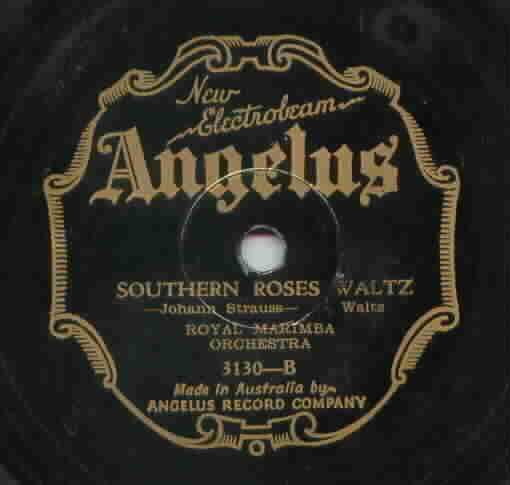 New
Electrobeam
Angelus
SOUTHERN ROSES WALTZ
—Johann Strauss— Waltz
ROYAL MARIMBA
ORCHESTRA
3130—B
Made in Australia by
ANGELUS RECORD COMPANY